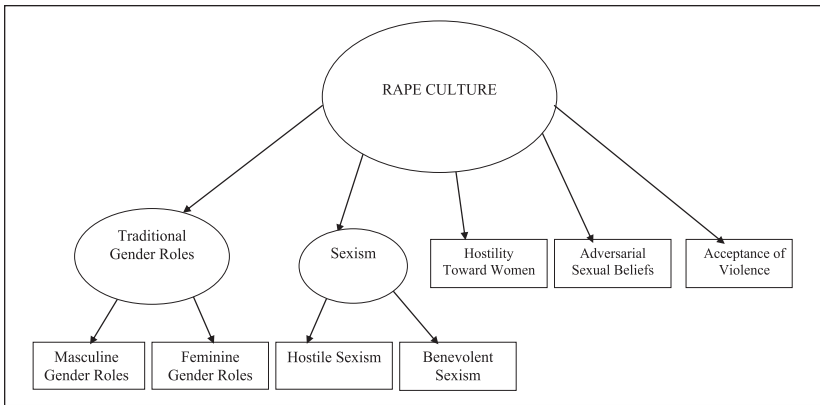 RAPE CULTURE
Traditional
Gender Roles
Sexism
Hostility
Toward Women
Adversarial
Sexual Beliefs
Acceptance of
Violence
Masculine
Gender Roles
Feminine
Gender Roles
Hostile Sexism
Benevolent
Sexism